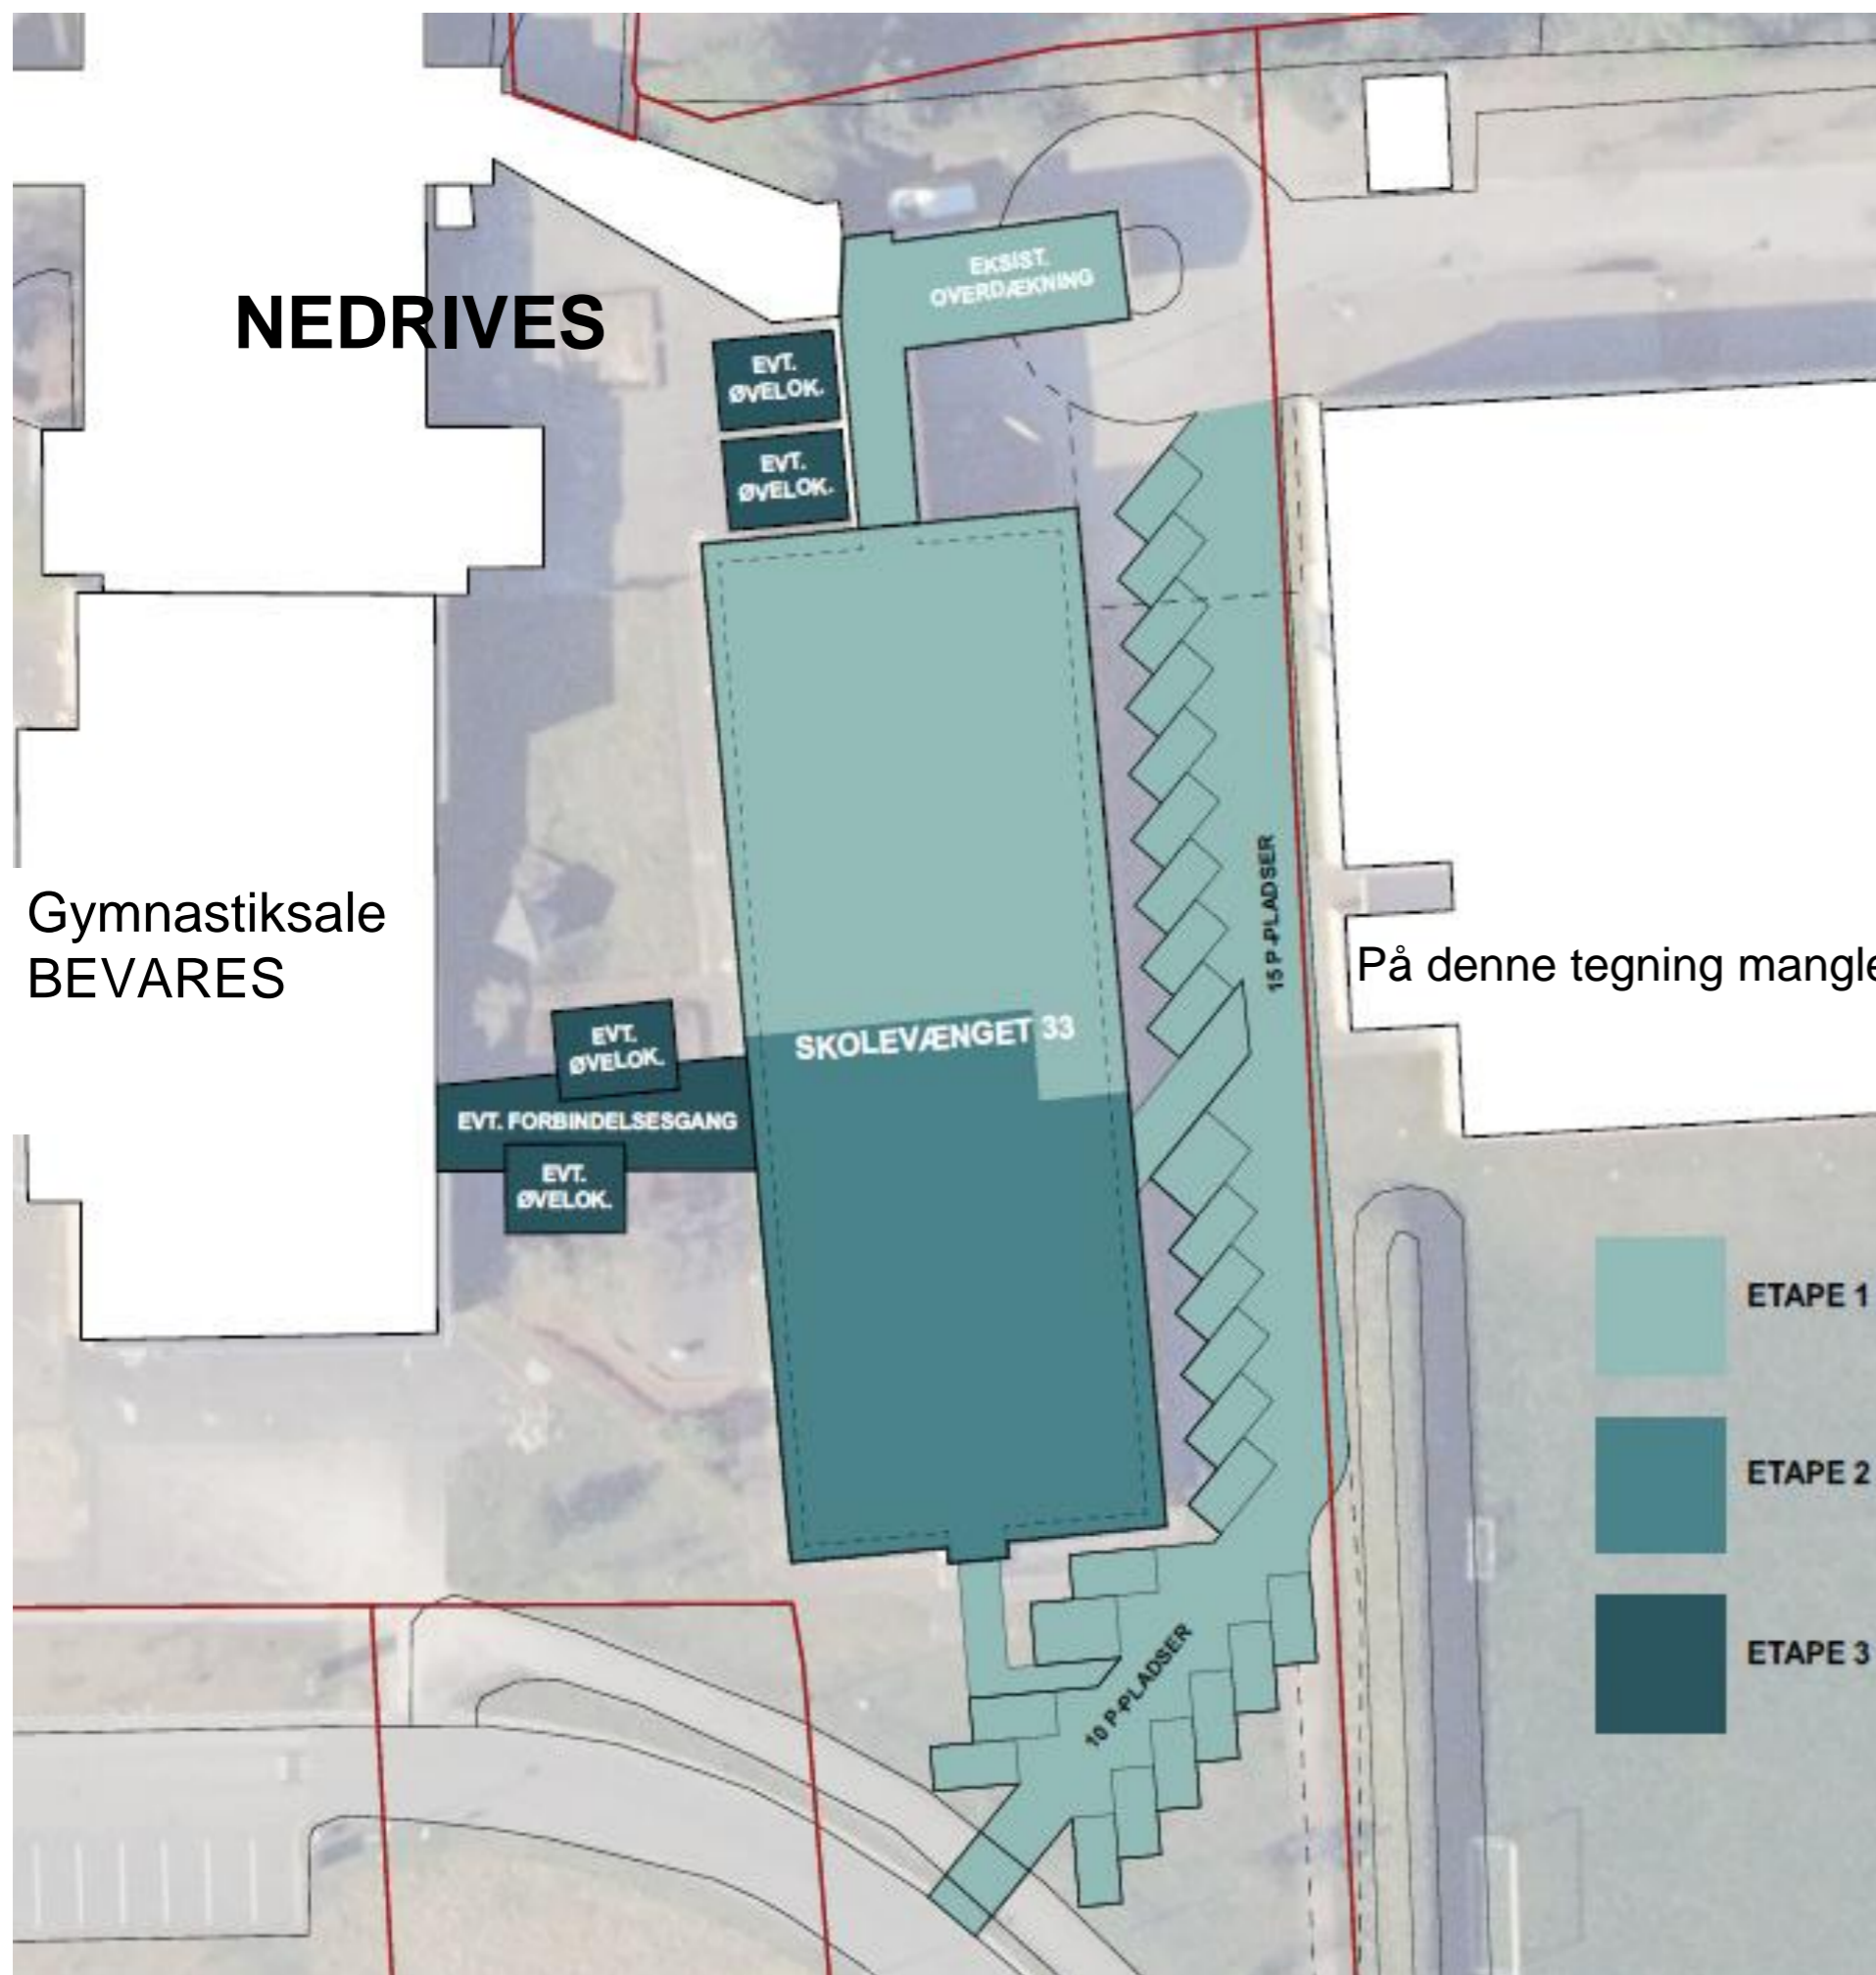 EKSIST.
OVERDÆKNING
NEDRIVES
EVT.
ØVELOK.
EVT.
ØVELOK.
15 P-PLADSER
Gymnastiksale
BEVARES
På denne tegning mangle
SKOLEVÆNGET 33
EVT.
ØVELOK.
EVT. FORBINDELSESGANG
EVT.
ØVELOK.
ETAPE 1
ETAPE 2
ETAPE 3
10 P-PLADSER